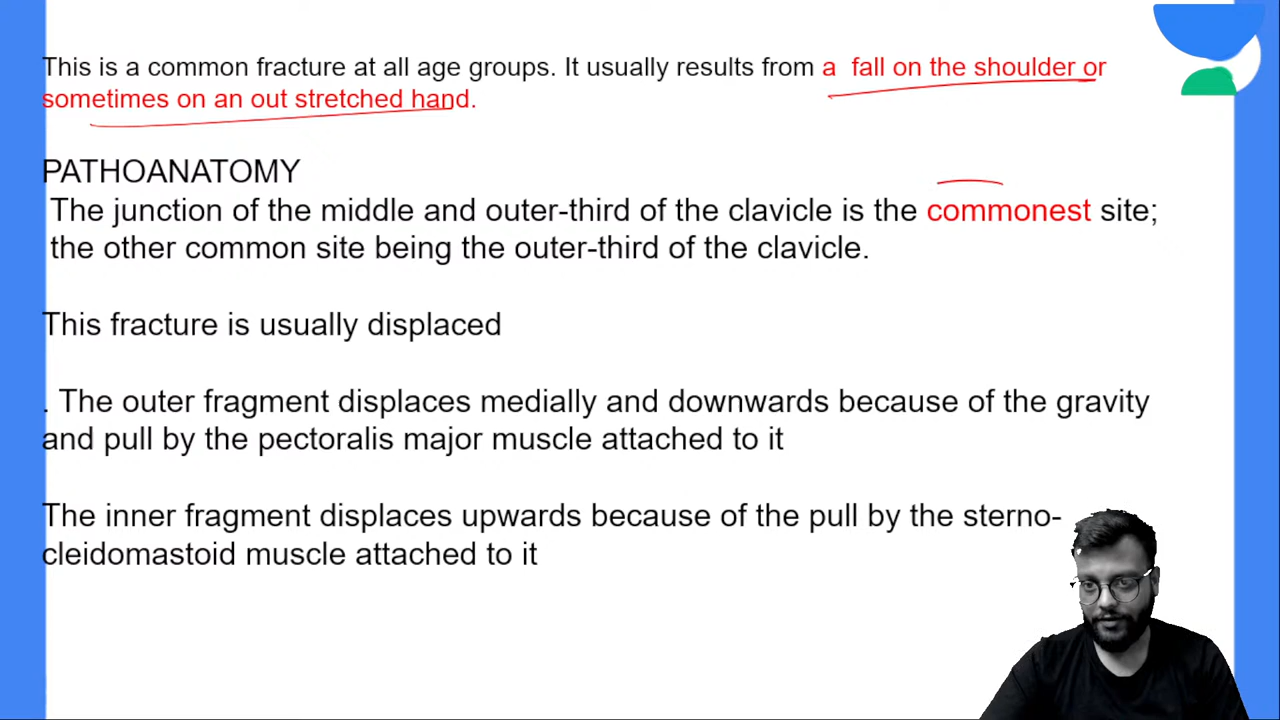 This is a common fracture at all age groups. It usually results from a fall on the shoulder or
sometimes on an out stretched hand.
PATHOANATOMY
The junction of the middle and outer-third of the clavicle is the commonest site;
the other common site being the outer-third of the clavicle.
This fracture is usually displaced
. The outer fragment displaces medially and downwards because of the gravity
and pull by the pectoralis major muscle attached to it
The inner fragment displaces upwards because of the pull by the sterno-
cleidomastoid muscle attached to it